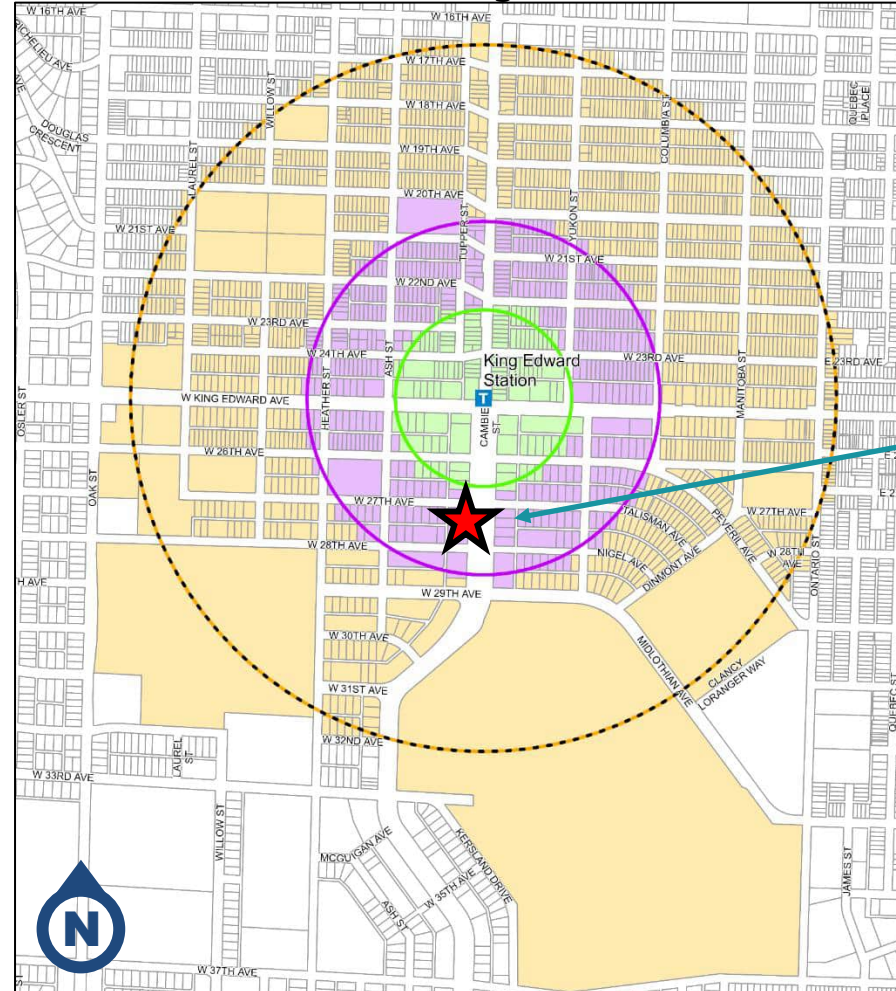 W 16TH AVE
W 16TH AVE
RICHELIEU AVE
W 17TH AVE
WILLOW ST
QUEBEC
PLACE
W 18TH AVE
COLUMBIA ST
DOUGLAS
CRESCENT
LAUREL ST
W 19TH AVE
W 20TH AVE
TUPPER ST
YUKON ST
W 21ST AVE
W 21ST AVE
W 22ND AVE
W 23RD AVE
W 24TH AVE
ASH ST
King Edward
Station
W 23RD AVE
E 23RD AVE
HEATHER ST
MANITOBA ST
OSLER ST
W KING EDWARD AVE
T
CAMBIE
ST
W 26TH AVE
OAK ST
W 27TH AVE
TALISMAN AVE
PEVERIL AVE
W 27TH AVE
W 28TH AVE
NIGEL AVE
DINMONT AVE
W 28TH
AVE
ONTARIO ST
H AVE
W 29TH AVE
W 30TH AVE
MIDLOTHIAN AVE
CLANCY
LORANGER WAY
W 31ST AVE
QUEBEC ST
W 32ND AVE
LAUREL
ST
W 33RD AVE
WILLOW ST
MCGUIGAN AVE
KERSLAND DRIVE
W 35TH AVE
ASH ST
JAMES ST
N
W 37TH AVE